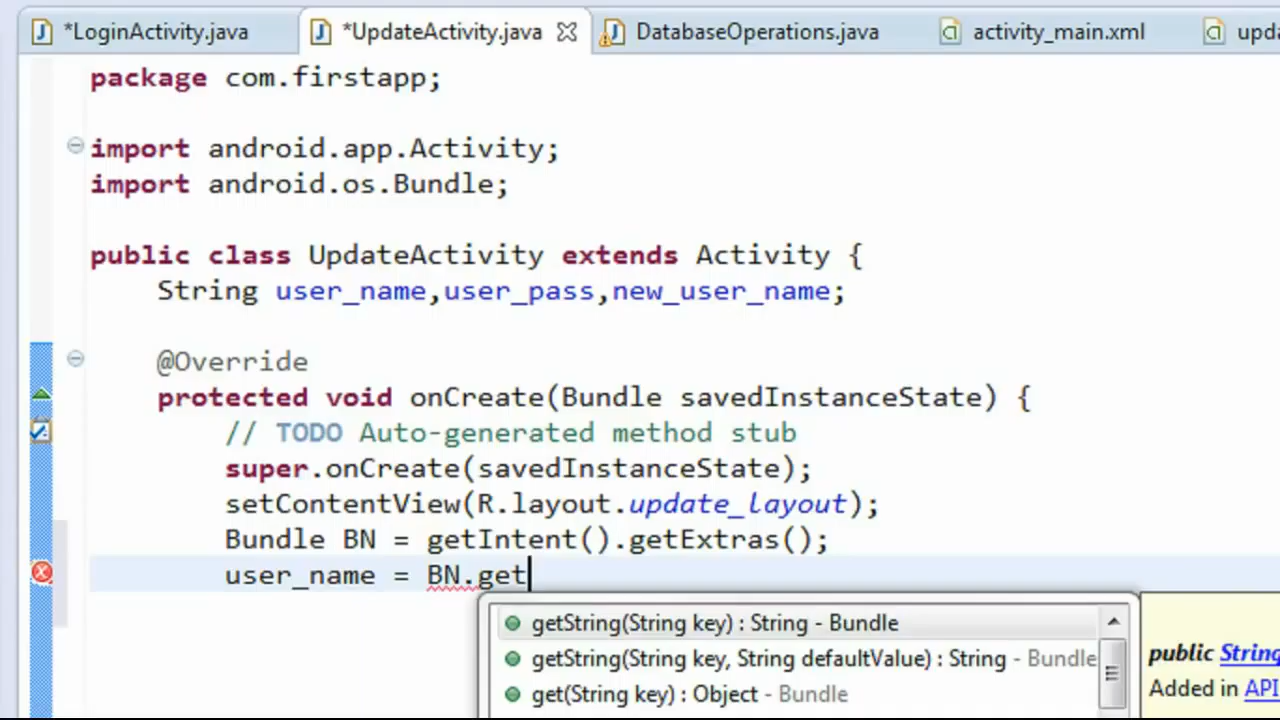 *LoginActivity.java *UpdateActivity.java DatabaseOperations.java activity_main.xml
package com.firstapp;
import android.app.Activity;
import android.os.Bundle;
public class UpdateActivity extends Activity {
String user_name,user_pass,new_user_name;
@Override
protected void onCreate(Bundle savedInstanceState) {
// TODO Auto-generated method stub
super.onCreate(savedInstanceState);
setContentView(R.layout.update_layout);
Bundle BN = getIntent().getExtras();
user_name = BN.get
getString(String key) : String - Bundle
getString(String key, String defaultValue) : String - Bundle
get(String key) : Object - Bundle
public String
Added in API